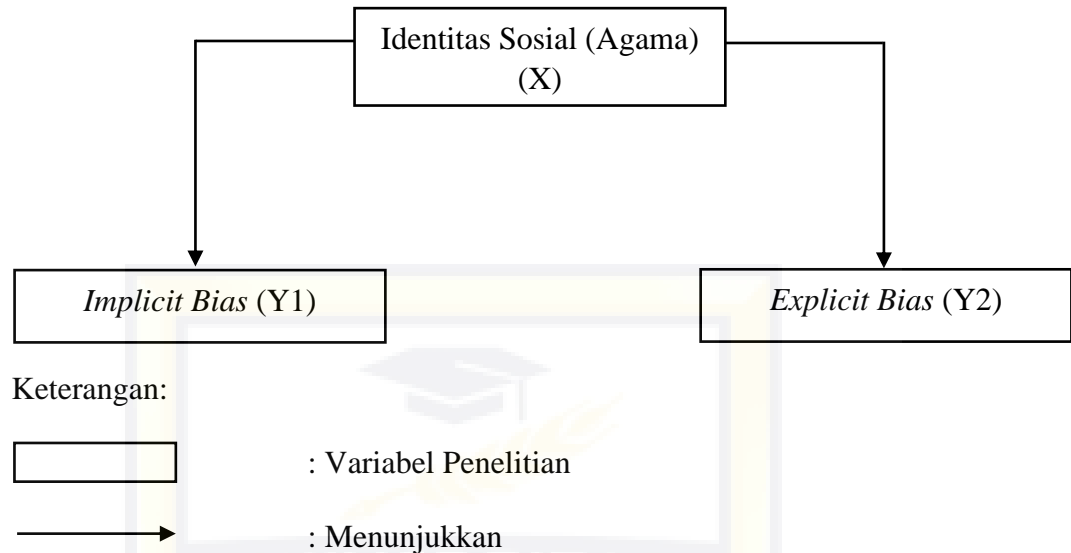 Identitas Sosial (Agama)
(X)
Implicit Bias (Y1)
Explicit Bias (Y2)
Keterangan:
: Variabel Penelitian
: Menunjukkan